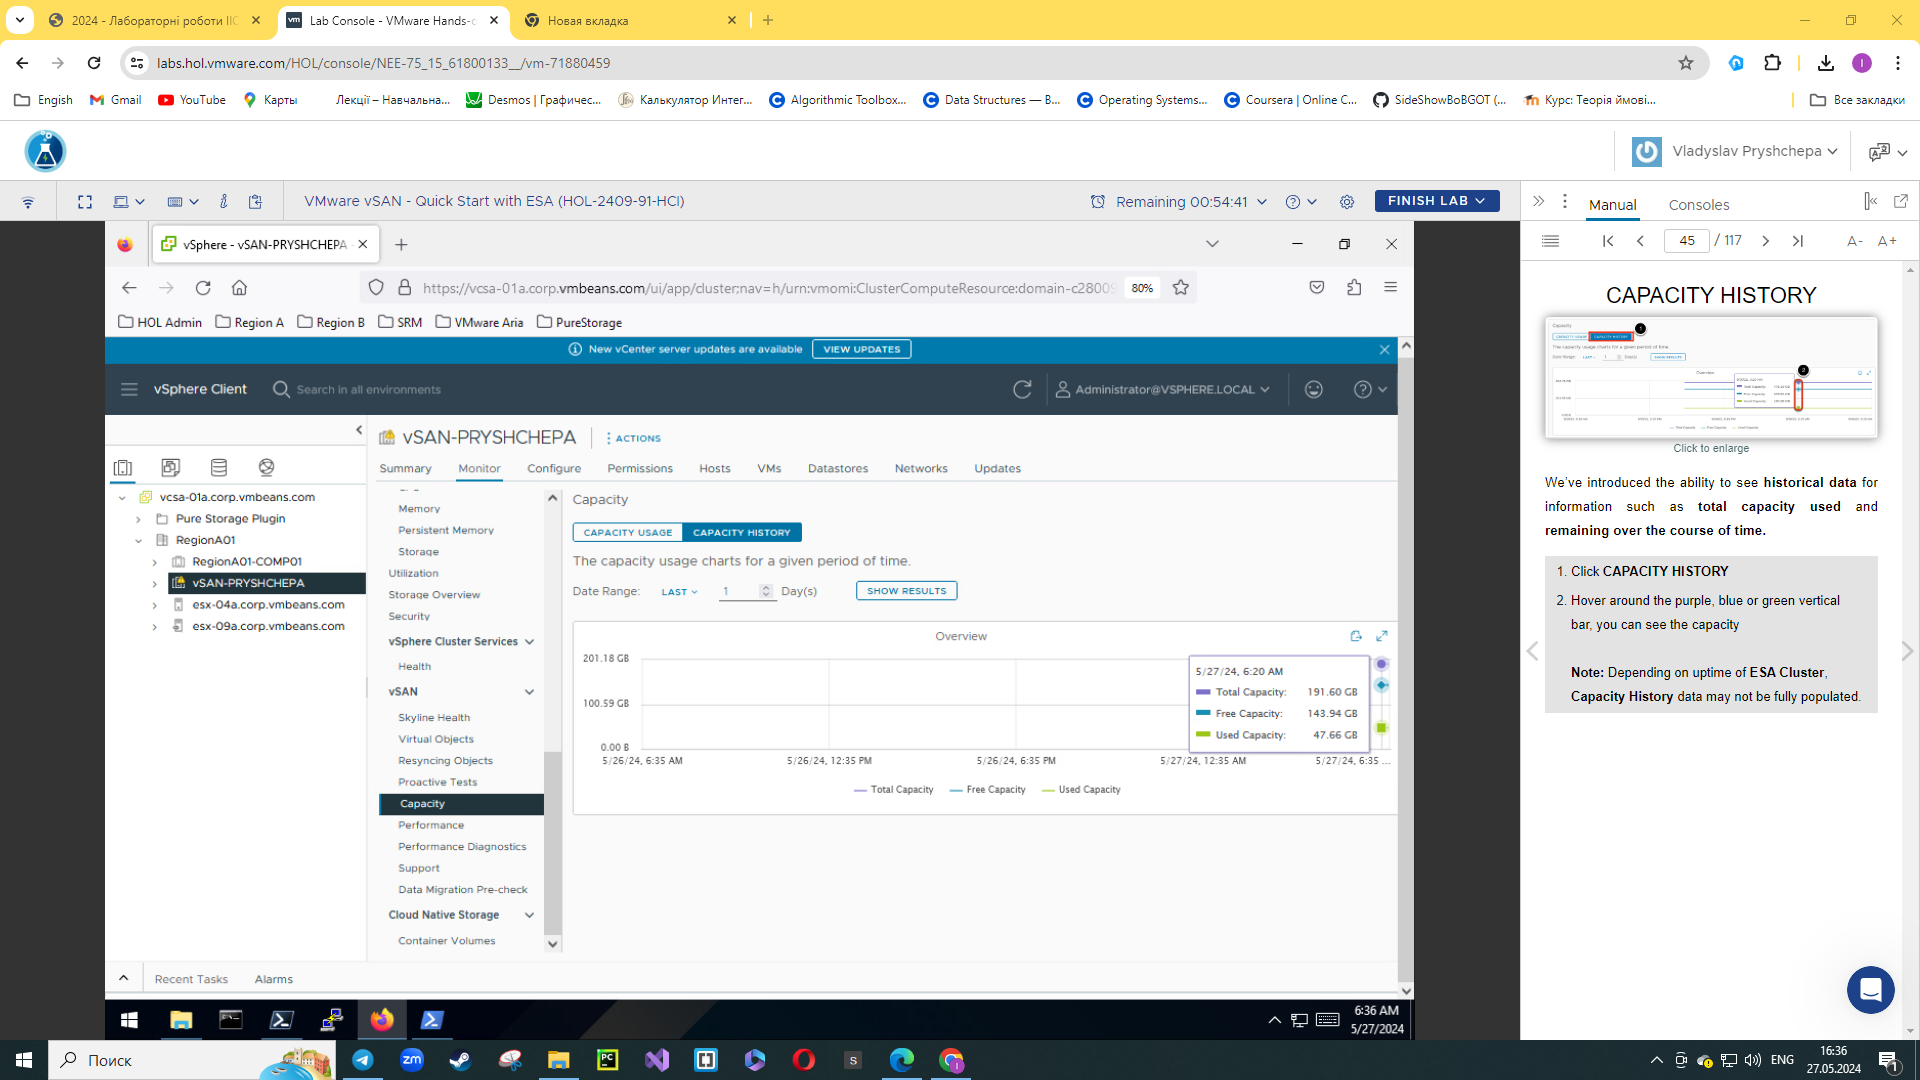 2024 - Лабораторні роботи ІІС
Lab Console - VMware Hands-o
Новая вкладка
labs.hol.vmware.com/HOL/console/NEE-75_15_61800133__/vm-71880459
Engish
Gmail
YouTube
Карты
Лекції – Навчальна...
Desmos | Графичес...
Калькулятор Интег...
Algorithmic Toolbox...
Data Structures — В...
Operating Systems...
Coursera | Online C...
SideShowBoBGOT (...
Курс: Теорія ймові...
Все закладки
Vladyslav Pryshchepa
VMware vSAN - Quick Start with ESA (HOL-2409-91-HCI)
Remaining 00:54:41
FINISH LAB
Manual
Consoles
45 / 117
A-
A+
vSphere - vSAN-PRYSHCHEPA
https://vcsa-01a.corp.vmbeans.com/ui/app/cluster;nav=h/urn:vmomi:ClusterComputeResource:domain-c28009
80%
HOL Admin
Region A
Region B
SRM
VMware Aria
PureStorage
New vCenter server updates are available
VIEW UPDATES
vSphere Client
Search in all environments
Administrator@VSPHERE.LOCAL
vcsa-01a.corp.vmbeans.com
Pure Storage Plugin
RegionA01
RegionA01-COMP01
vSAN-PRYSHCHEPA
esx-04a.corp.vmbeans.com
esx-09a.corp.vmbeans.com
vSAN-PRYSHCHEPA
ACTIONS
Summary
Monitor
Configure
Permissions
Hosts
VMs
Datastores
Networks
Updates
Memory
Persistent Memory
Storage
Utilization
Storage Overview
Security
vSphere Cluster Services
Health
vSAN
Skyline Health
Virtual Objects
Resyncing Objects
Proactive Tests
Capacity
Performance
Performance Diagnostics
Support
Data Migration Pre-check
Cloud Native Storage
Container Volumes
Capacity
CAPACITY USAGE
CAPACITY HISTORY
The capacity usage charts for a given period of time.
Date Range:
LAST
1
Day(s)
SHOW RESULTS
Overview
201.18 GB
100.59 GB
0.00 B
5/26/24, 6:35 AM
5/26/24, 12:35 PM
5/26/24, 6:35 PM
5/27/24, 12:35 AM
5/27/24, 6:35 ...
5/27/24, 6:20 AM
Total Capacity: 191.60 GB
Free Capacity: 143.94 GB
Used Capacity: 47.66 GB
Total Capacity
Free Capacity
Used Capacity
Recent Tasks
Alarms
6:36 AM
5/27/2024
CAPACITY HISTORY
Click to enlarge
We've introduced the ability to see historical data for
information such as total capacity used and
remaining over the course of time.
1. Click CAPACITY HISTORY
2. Hover around the purple, blue or green vertical
bar, you can see the capacity
Note: Depending on uptime of ESA Cluster,
Capacity History data may not be fully populated.
Поиск
ENG
16:36
27.05.2024
1